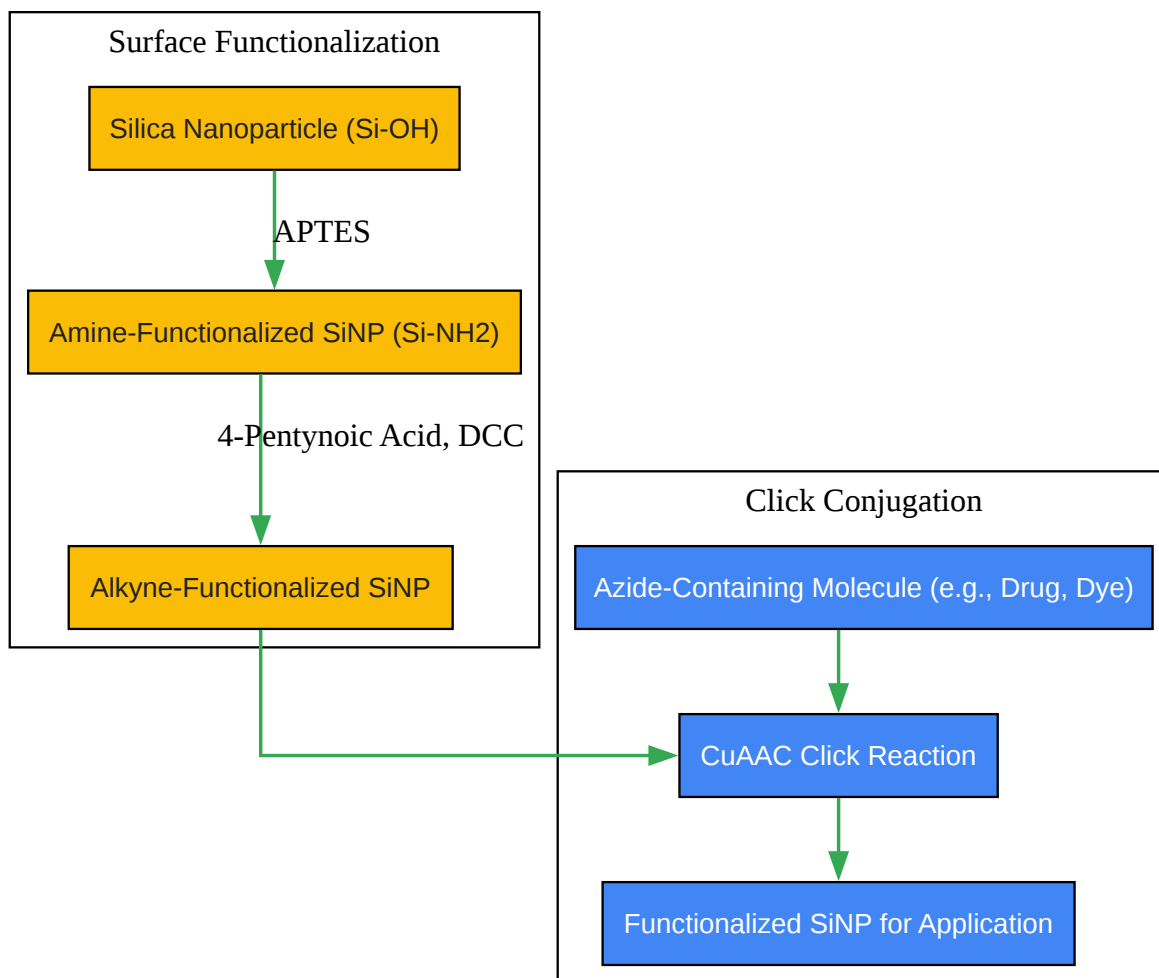 Surface Functionalization
Silica Nanoparticle (Si-OH)
APTES
Amine-Functionalized SiNP (Si-NH2)
4-Pentynoic Acid, DCC
Alkyne-Functionalized SiNP
Click Conjugation
Azide-Containing Molecule (e.g., Drug, Dye)
CuAAC Click Reaction
Functionalized SiNP for Application